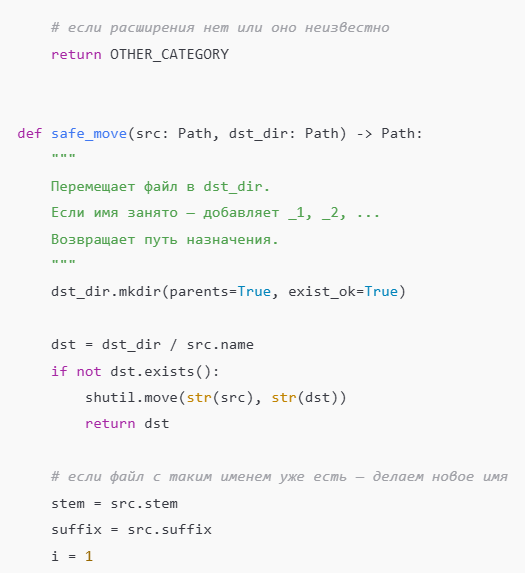 # если расширения нет или оно неизвестно
return OTHER_CATEGORY
def safe_move(src: Path, dst_dir: Path) -> Path:
"""
Перемещает файл в dst_dir.
Если имя занято — добавляет _1, _2, ...
Возвращает путь назначения.
"""
dst_dir.mkdir(parents=True, exist_ok=True)
dst = dst_dir / src.name
if not dst.exists():
shutil.move(str(src), str(dst))
return dst
# если файл с таким именем уже есть — делаем новое имя
stem = src.stem
suffix = src.suffix
i = 1